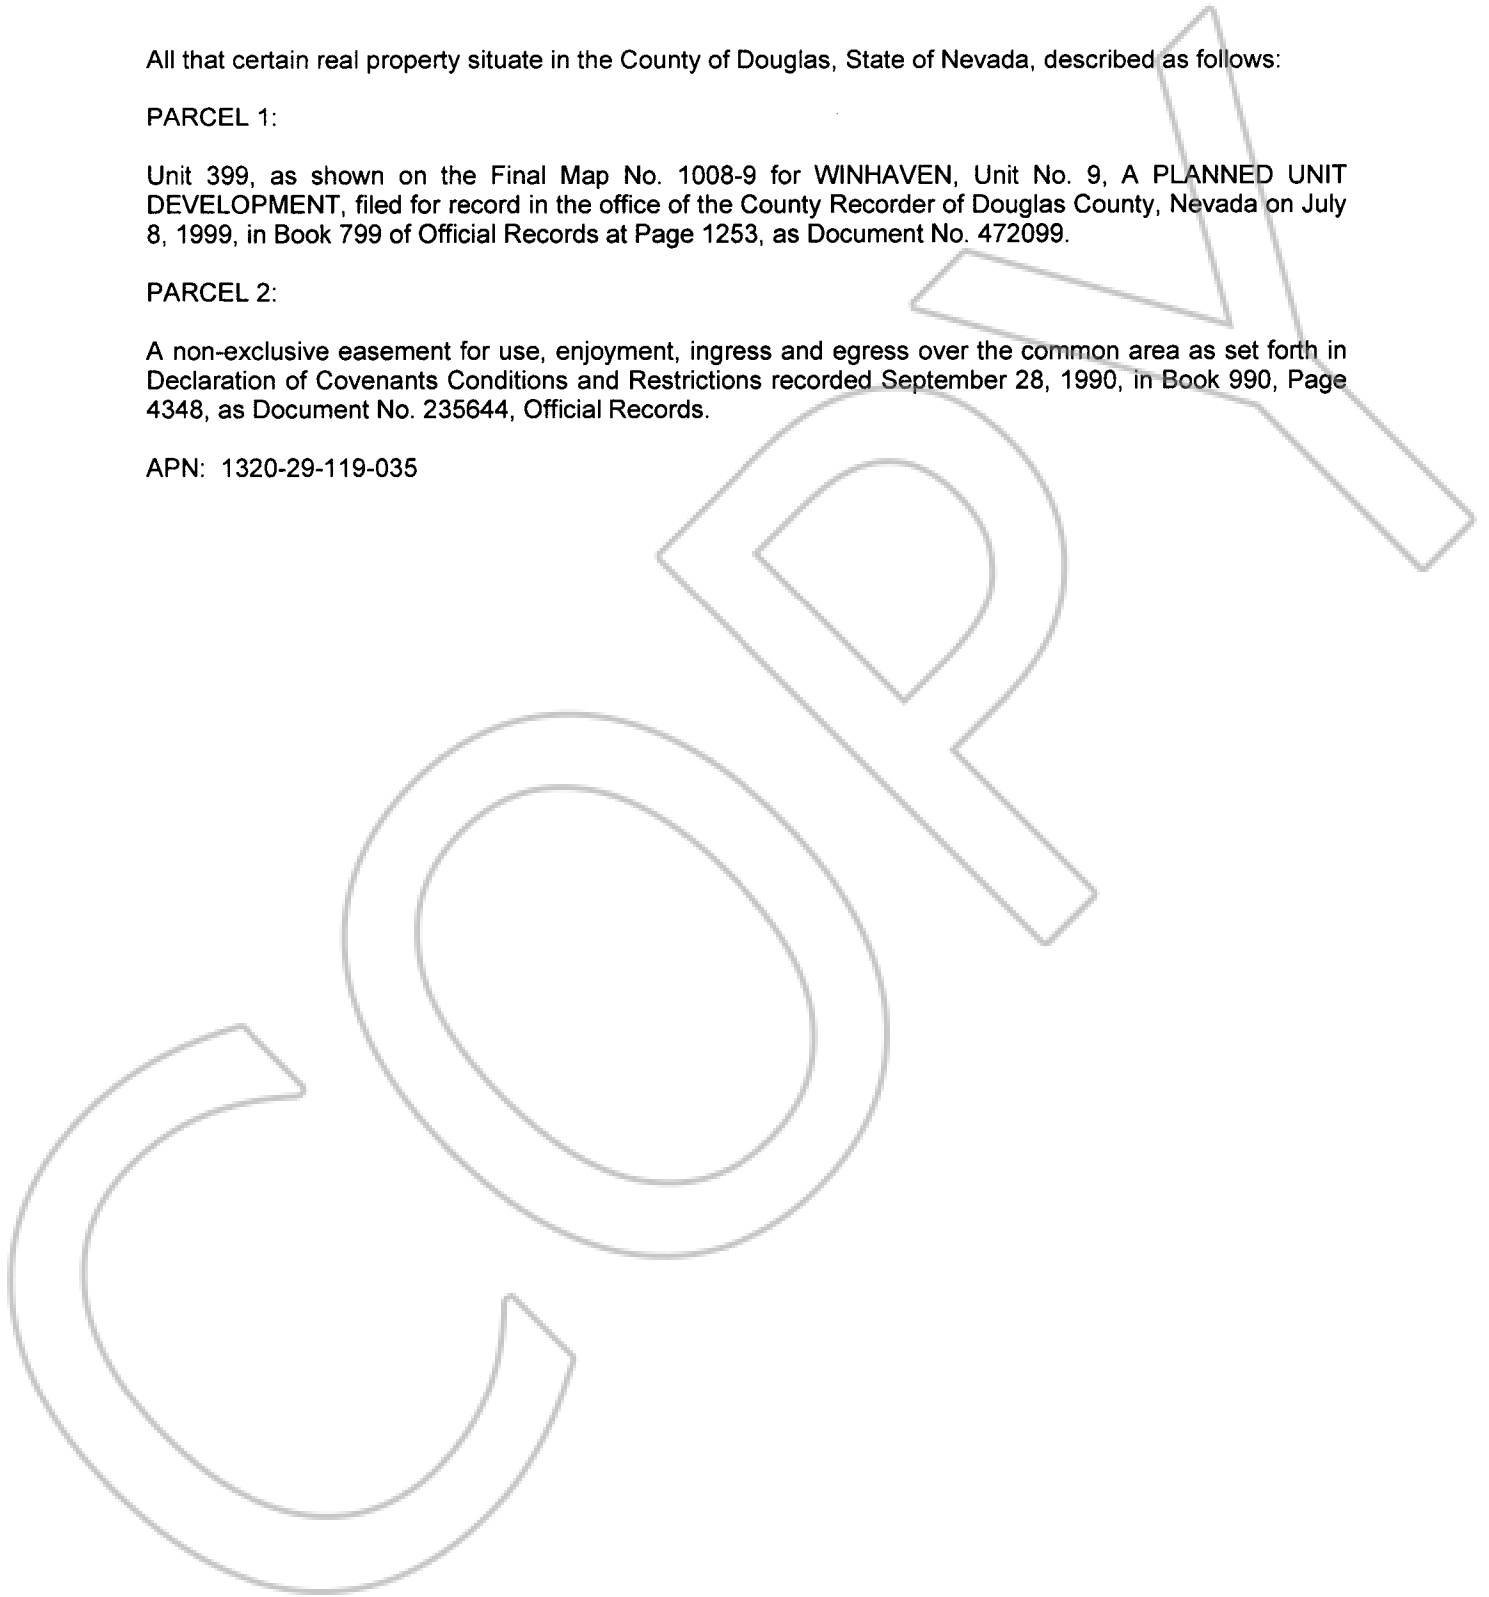 All that certain real property situate in the County of Douglas, State of Nevada, described as follows:
PARCEL 1:
Unit 399, as shown on the Final Map No. 1008-9 for WINHAVEN, Unit No. 9, A PLANNED UNIT
DEVELOPMENT, filed for record in the office of the County Recorder of Douglas County, Nevada on July
8, 1999, in Book 799 of Official Records at Page 1253, as Document No. 472099.
PARCEL 2:
A non-exclusive easement for use, enjoyment, ingress and egress over the common area as set forth in
Declaration of Covenants Conditions and Restrictions recorded September 28, 1990, in Book 990, Page
4348, as Document No. 235644, Official Records.
APN: 1320-29-119-035
COPY